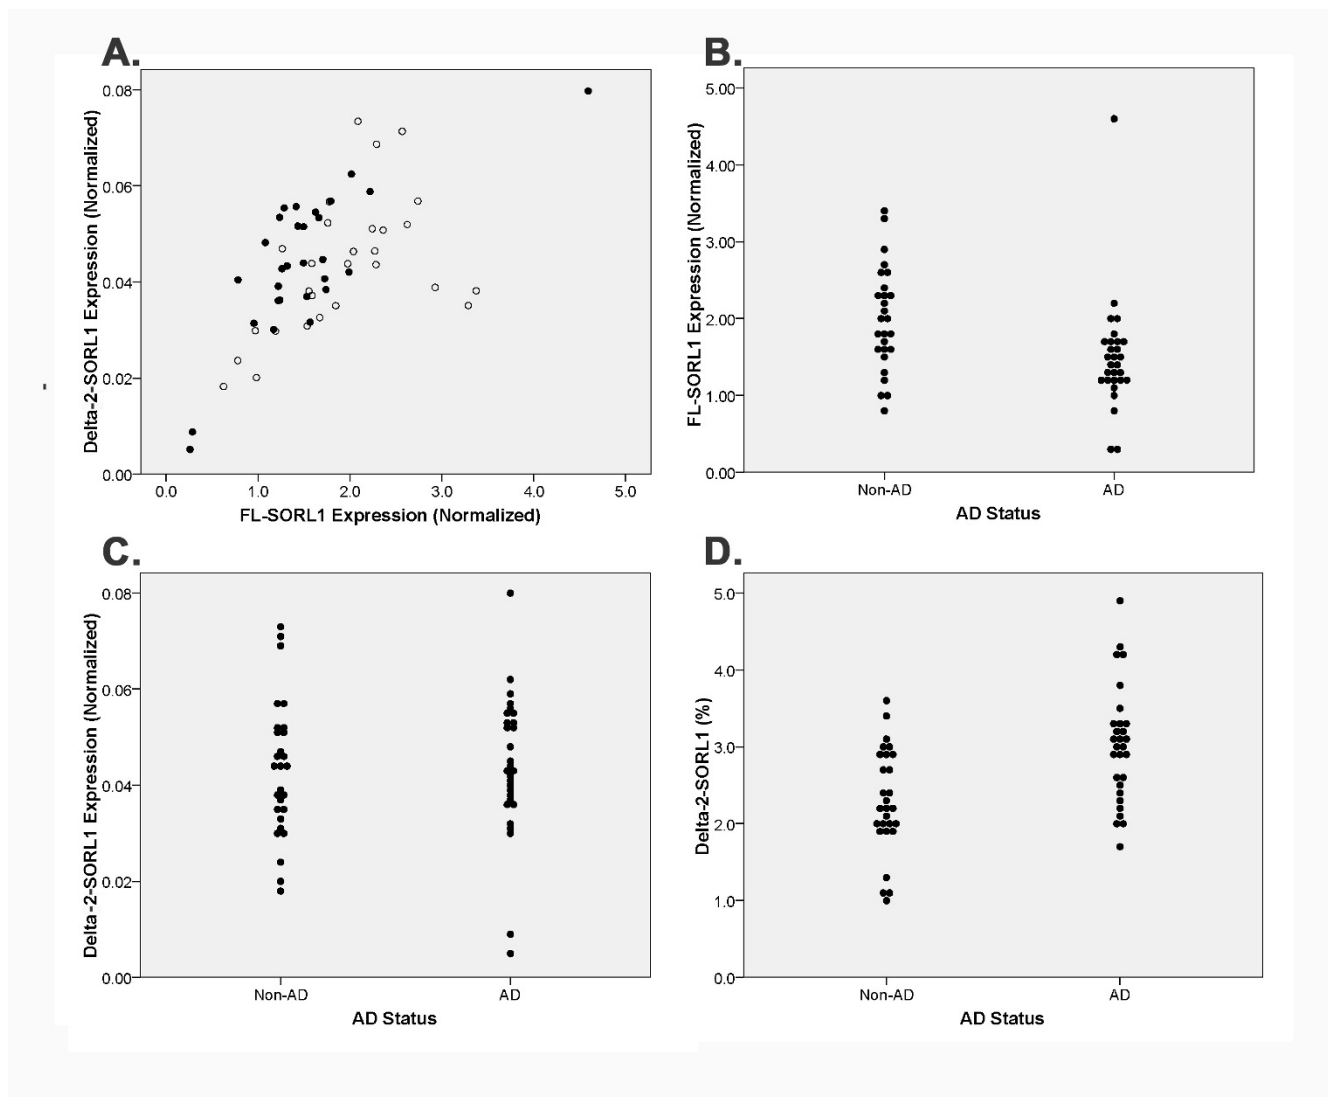 A.
Delta-2-SORL1 Expression (Normalized)
0.08
0.06
0.04
0.02
0.00
0.0 1.0 2.0 3.0 4.0 5.0
FL-SORL1 Expression (Normalized)
B.
FL-SORL1 Expression (Normalized)
5.00
4.00
3.00
2.00
1.00
0.00
Non-AD AD
AD Status
C.
Delta-2-SORL1 Expression (Normalized)
0.08
0.06
0.04
0.02
0.00
Non-AD AD
AD Status
D.
Delta-2-SORL1 (%)
5.0
4.0
3.0
2.0
1.0
0.0
Non-AD AD
AD Status